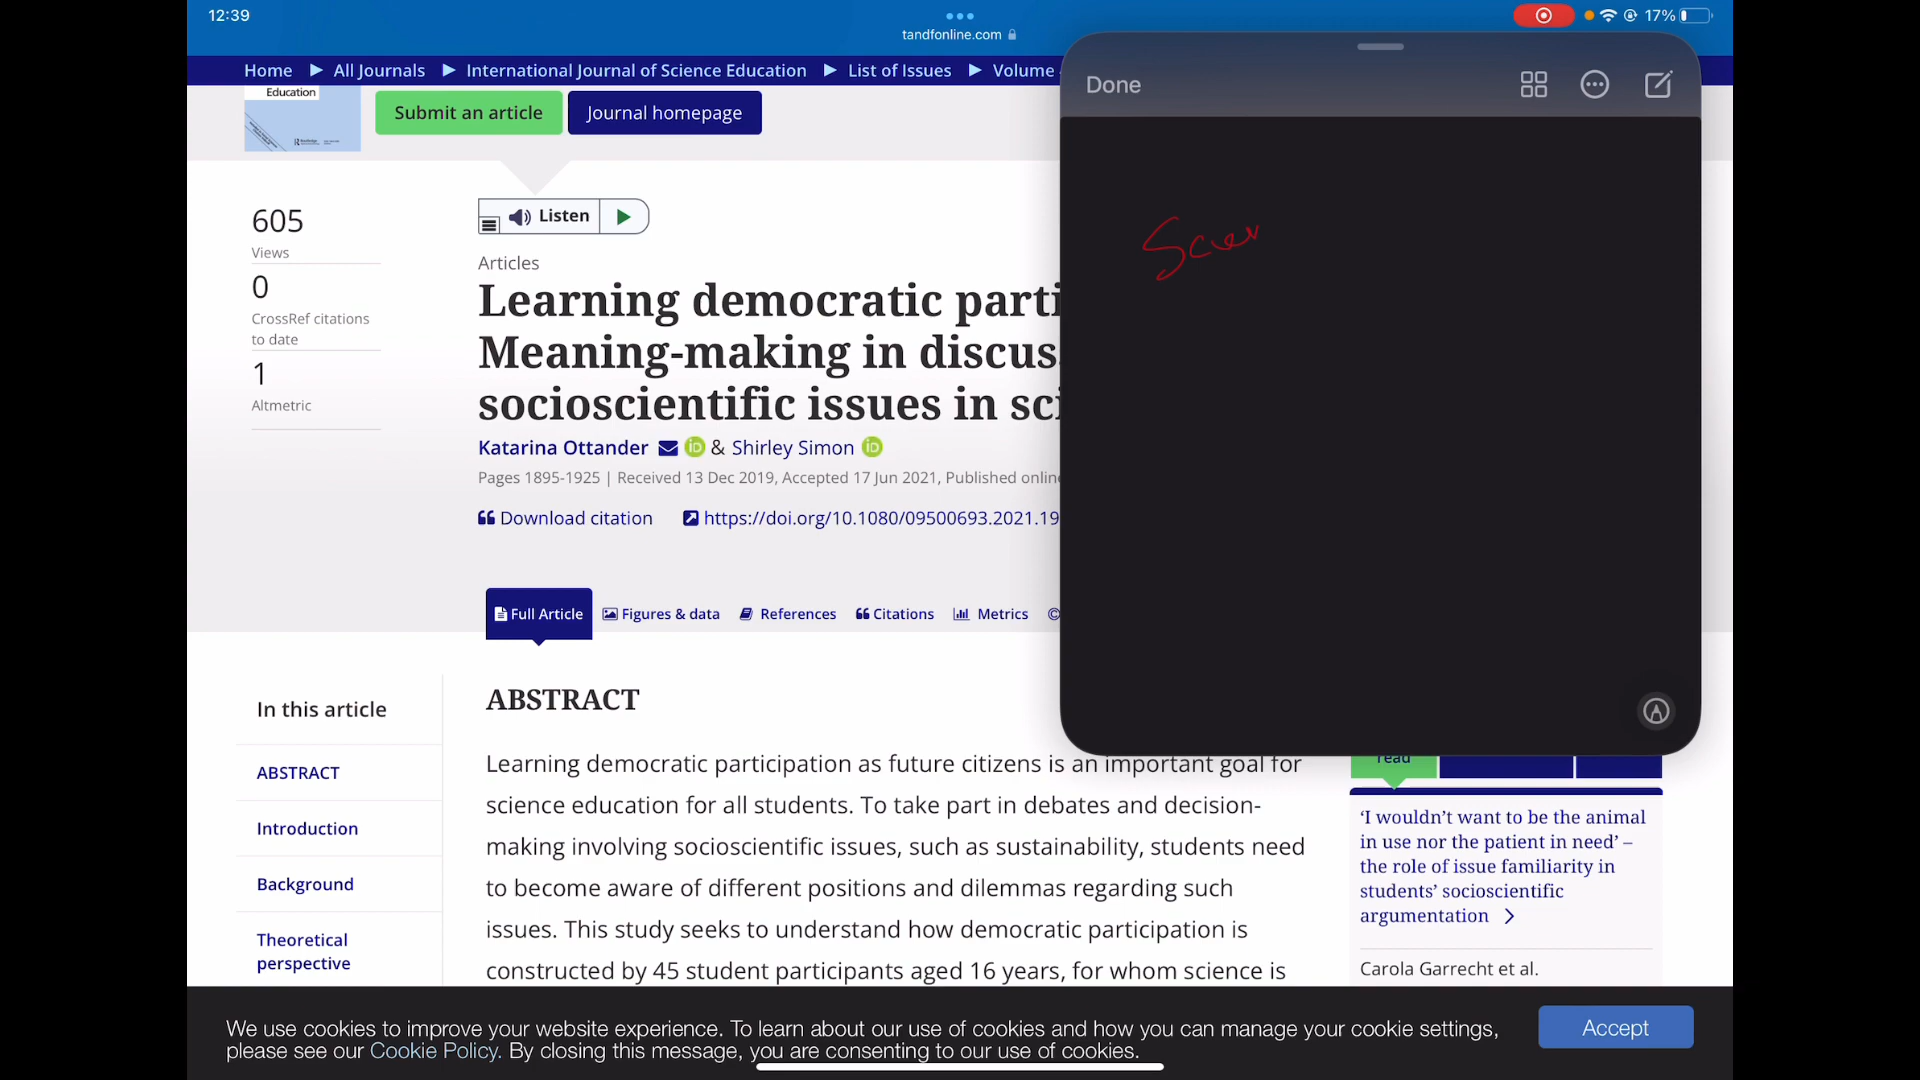 12:39
tandfonline.com
17%
Home All Journals International Journal of Science Education List of Issues Volume
Education
Submit an article
Journal homepage
Done
605
Views
0
CrossRef citations
to date
1
Altmetric
Listen
Articles
Learning democratic parti
Meaning-making in discus
socioscientific issues in sci
Katarina Ottander & Shirley Simon
Pages 1895-1925 | Received 13 Dec 2019, Accepted 17 Jun 2021, Published online
Download citation https://doi.org/10.1080/09500693.2021.19
Full Article Figures & data References Citations Metrics
In this article
ABSTRACT
Introduction
Background
Theoretical
perspective
ABSTRACT
Learning democratic participation as future citizens is an important goal for
science education for all students. To take part in debates and decision-
making involving socioscientific issues, such as sustainability, students need
to become aware of different positions and dilemmas regarding such
issues. This study seeks to understand how democratic participation is
constructed by 45 student participants aged 16 years, for whom science is
read
‘I wouldn’t want to be the animal
in use nor the patient in need’ –
the role of issue familiarity in
students’ socioscientific
argumentation
Carola Garrecht et al.
We use cookies to improve your website experience. To learn about our use of cookies and how you can manage your cookie settings,
please see our Cookie Policy. By closing this message, you are consenting to our use of cookies.
Accept